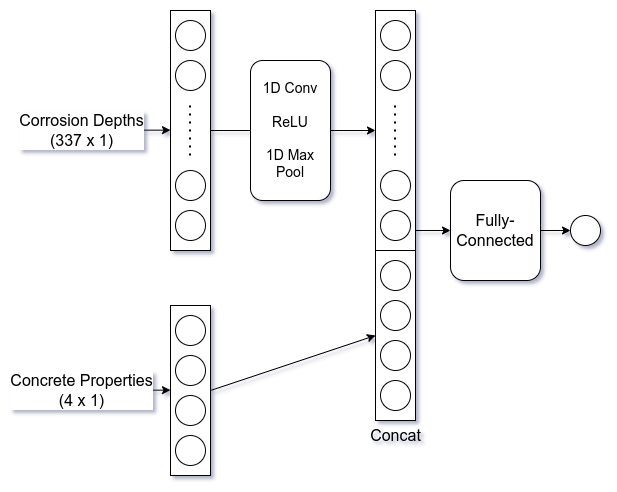 Corrosion Depths
(337 x 1)
1D Conv
ReLU
1D Max
Pool
Fully-
Connected
Concrete Properties
(4 x 1)
Concat